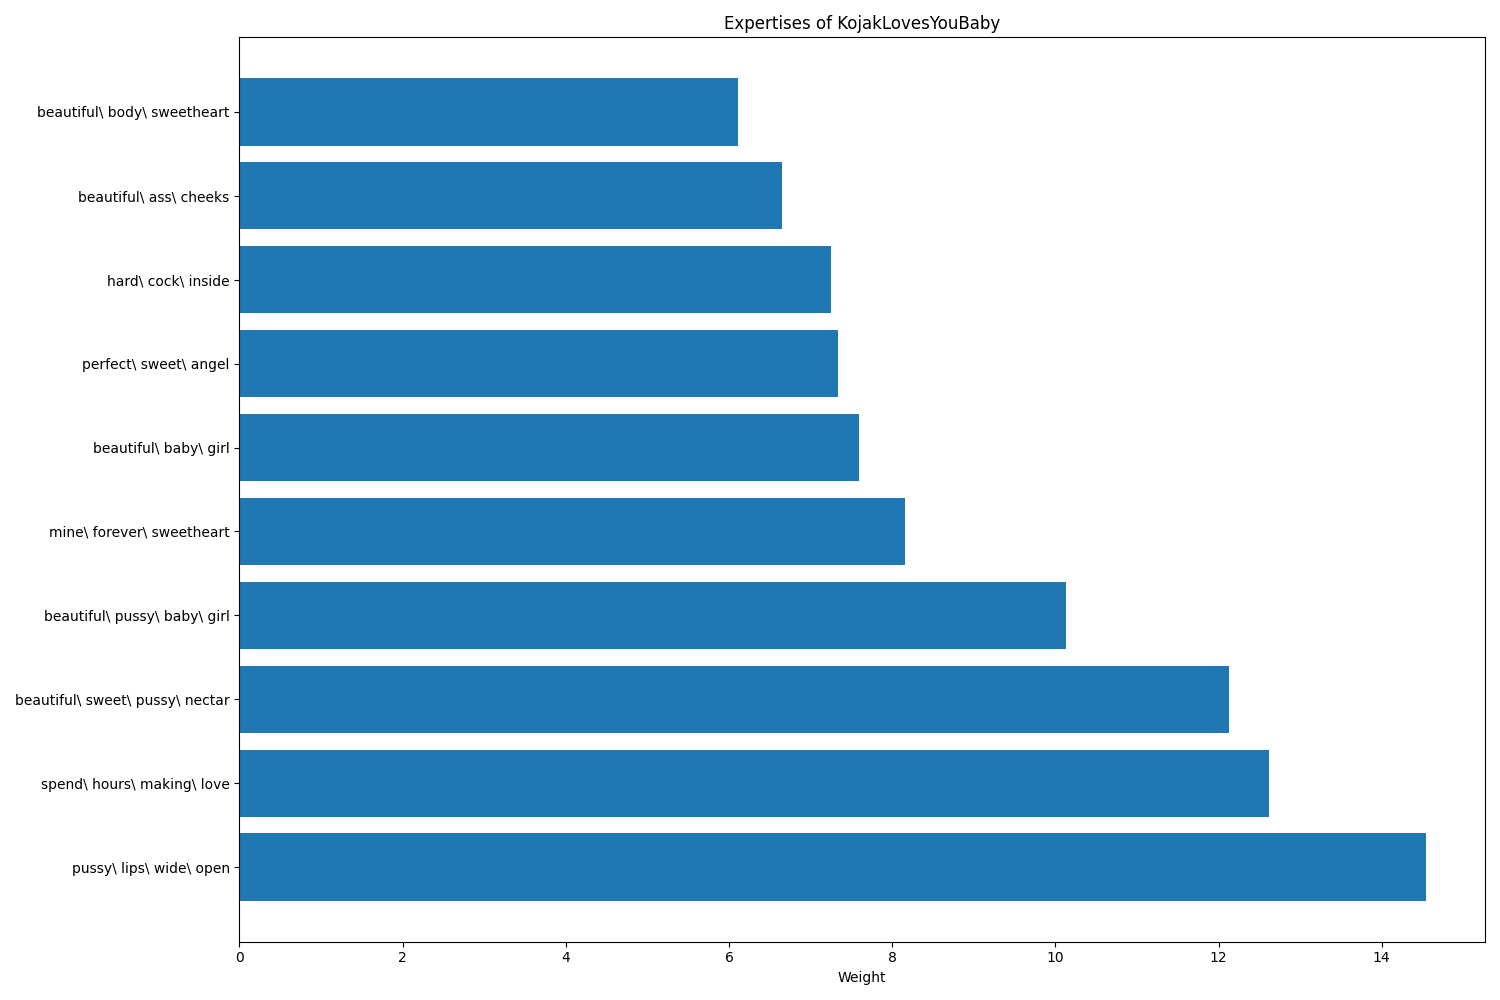 Expertises of KojakLovesYouBaby
beautiful\ body\ sweetheart
beautiful\ ass\ cheeks
hard\ cock\ inside
perfect\ sweet\ angel
beautiful\ baby\ girl
mine\ forever\ sweetheart
beautiful\ pussy\ baby\ girl
beautiful\ sweet\ pussy\ nectar
spend\ hours\ making\ love
pussy\ lips\ wide\ open
0 2 4 6 8 10 12 14
Weight